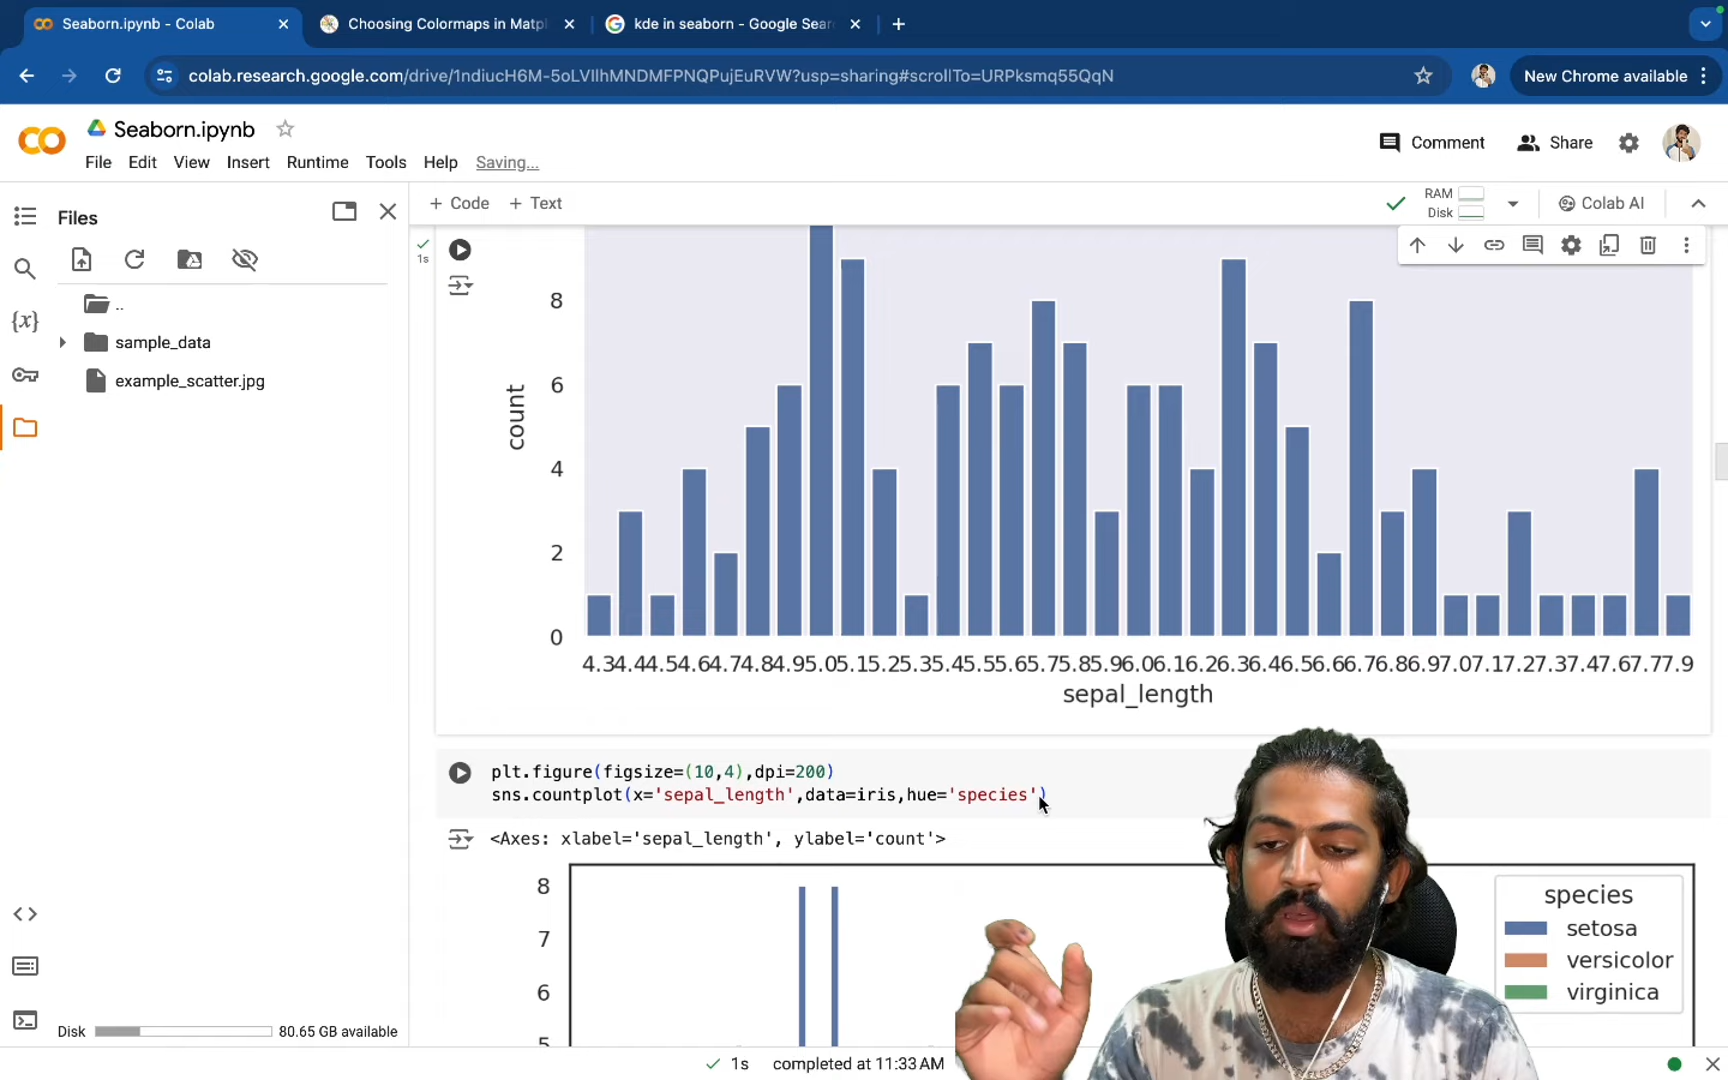 Seaborn.ipynb - Colab
Choosing Colormaps in Matpl
kde in seaborn - Google Sear
colab.research.google.com/drive/1ndiucH6M-5oLVIlhMNDMFPNQPujEuRVW?usp=sharing#scrollTo=URPksmq55QqN
New Chrome available
Seaborn.ipynb
File Edit View Insert Runtime Tools Help Saving...
Comment
Share
Files
+ Code + Text
RAM
Disk
Colab AI
1s
..
sample_data
example_scatter.jpg
{x}
8
6
4
2
0
count
4.34.44.54.64.74.84.95.05.15.25.35.45.55.65.75.85.96.06.16.26.36.46.56.66.76.86.97.07.17.27.37.47.67.77.9
sepal_length
plt.figure(figsize=(10,4),dpi=200)
sns.countplot(x='sepal_length',data=iris,hue='species')
<Axes: xlabel='sepal_length', ylabel='count'>
8
7
6
5
species
setosa
versicolor
virginica
Disk 80.65 GB available
1s completed at 11:33 AM